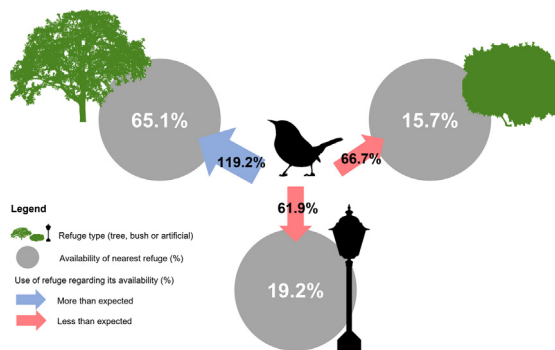 65.1%
15.7%
119.2%
66.7%
61.9%
19.2%
Legend
Refuge type (tree, bush or artificial)
Availability of nearest refuge (%)
Use of refuge regarding its availability (%)
More than expected
Less than expected